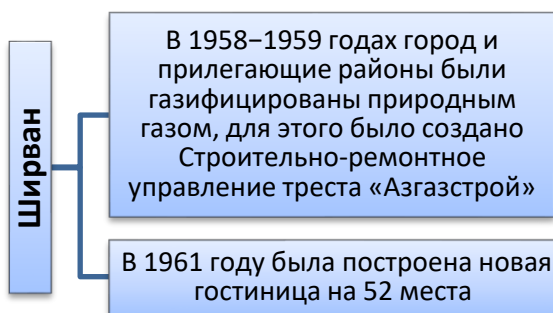 Ширван
В 1958–1959 годах город и
прилегающие районы были
газифицированы природным
газом, для этого было создано
Строительно-ремонтное
управление треста «Азгазстрой»
В 1961 году была построена новая
гостиница на 52 места